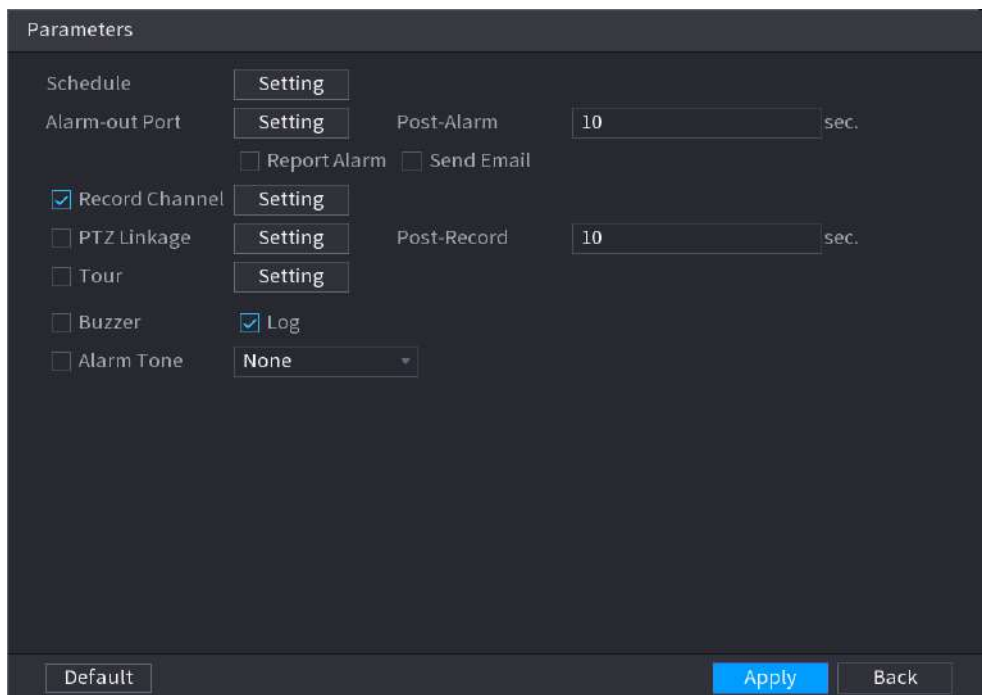 Parameters
Schedule Setting
Alarm-out Port Setting Post-Alarm 10 sec.
Report Alarm Send Email
Record Channel Setting
PTZ Linkage Setting Post-Record 10 sec.
Tour Setting
Buzzer Log
Alarm Tone None
Default Apply Back